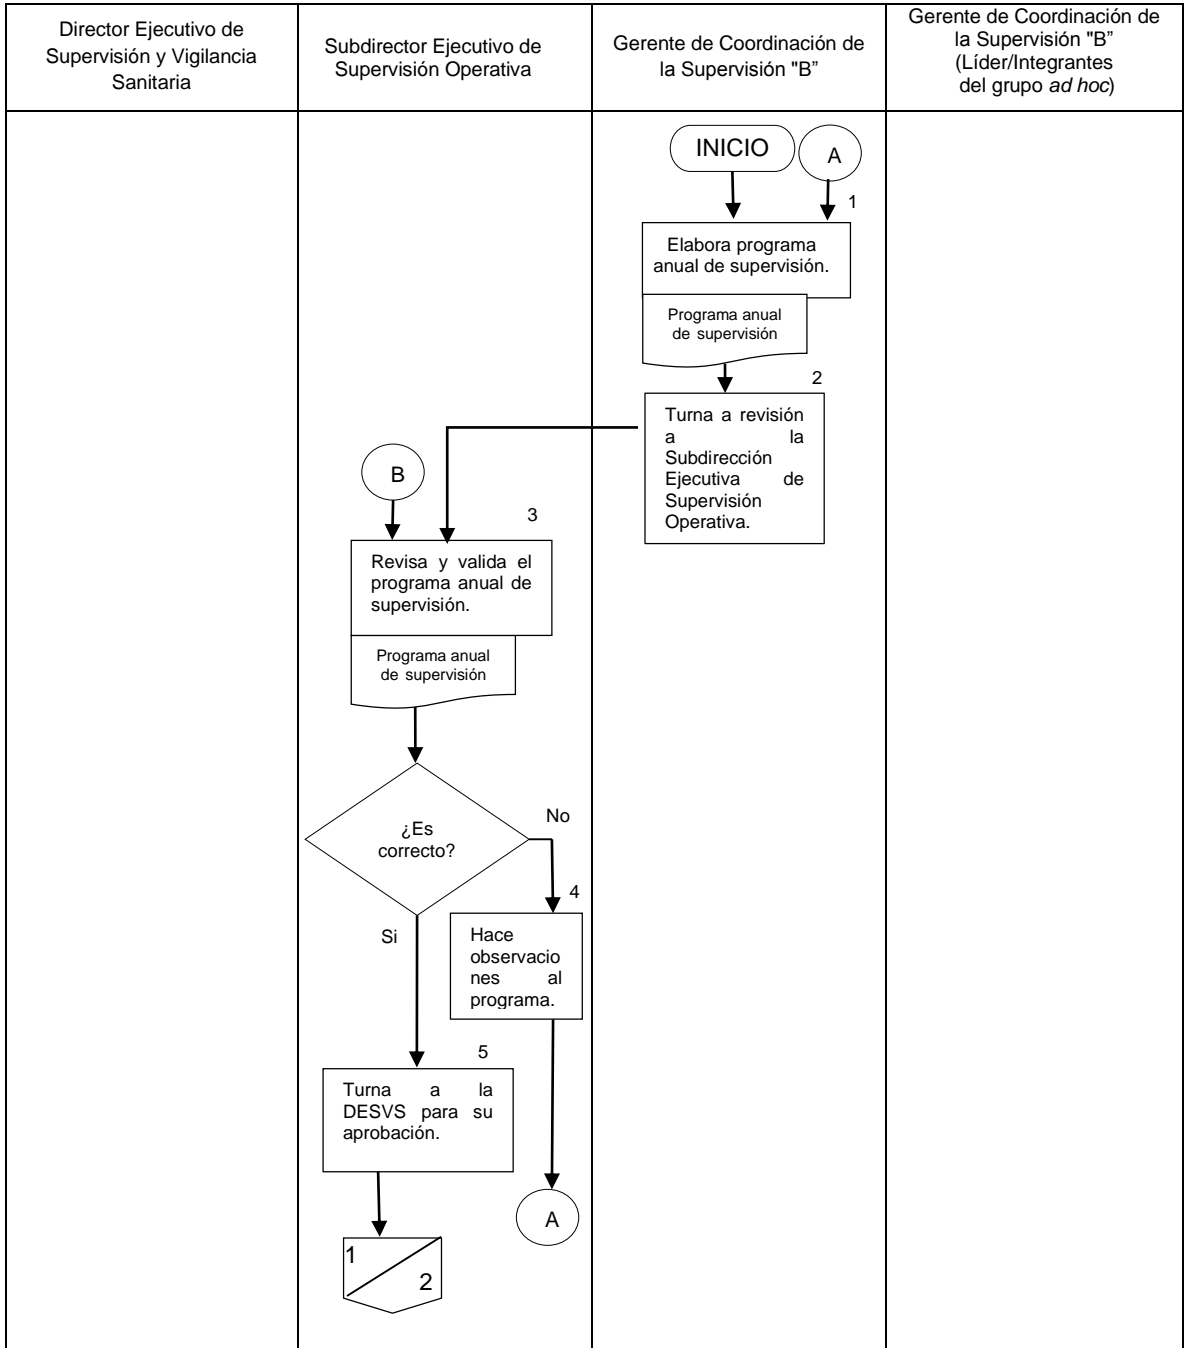 Director Ejecutivo de
Supervisión y Vigilancia
Sanitaria
Subdirector Ejecutivo de
Supervisión Operativa
Gerente de Coordinación de
la Supervisión "B”
Gerente de Coordinación de
la Supervisión "B”
(Líder/Integrantes
del grupo ad hoc)
INICIO
A
1
Elabora programa
anual de supervisión.
Programa anual
de supervisión
2
Turna a revisión
a la
Subdirección
Ejecutiva de
Supervisión
Operativa.
B
3
Revisa y valida el
programa anual de
supervisión.
Programa anual
de supervisión
¿Es
correcto?
No
4
Si
Hace
observacio
nes al
programa.
5
Turna a la
DESVS para su
aprobación.
A
1
2